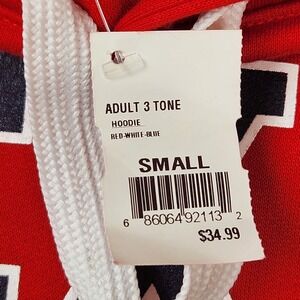 ADULT 3 TONE
HOODIE
RED-WHITE-BLUE
SMALL
6 86064 92113 2
$34.99